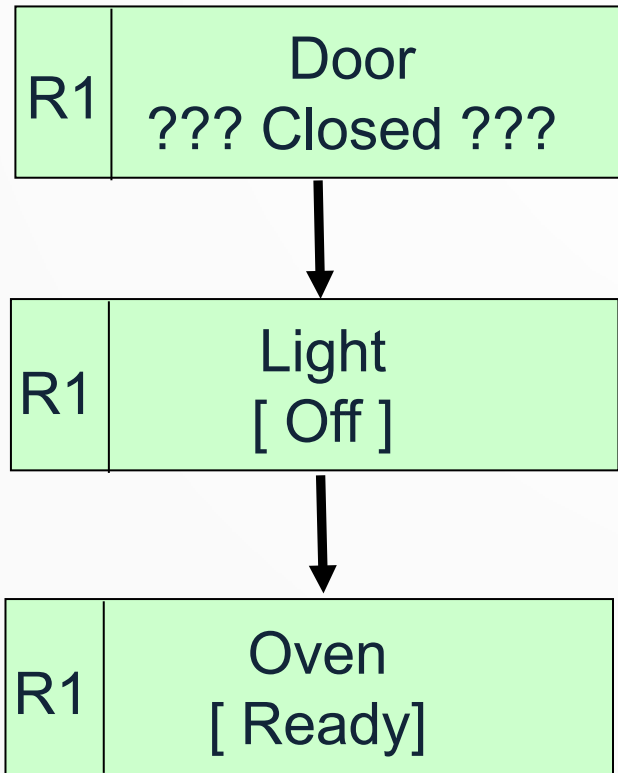 R1
Door
??? Closed ???
R1
Light
[ Off ]
R1
Oven
[ Ready]